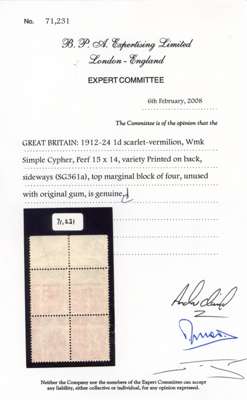 No. 71,231
B. P. A. Expertising Limited
London - England
EXPERT COMMITTEE
6th February, 2008
The Committee is of the opinion that the
GREAT BRITAIN: 1912-24 1d scarlet-vermilion, Wmk
Simple Cypher, Perf 15 x 14, variety Printed on back,
sideways (SG361a), top marginal block of four, unused
with original gum, is genuine.
71,231
Neither the Company nor the members of the Expert Committee can accept
any liability, either collective or individual, for any opinion expressed.